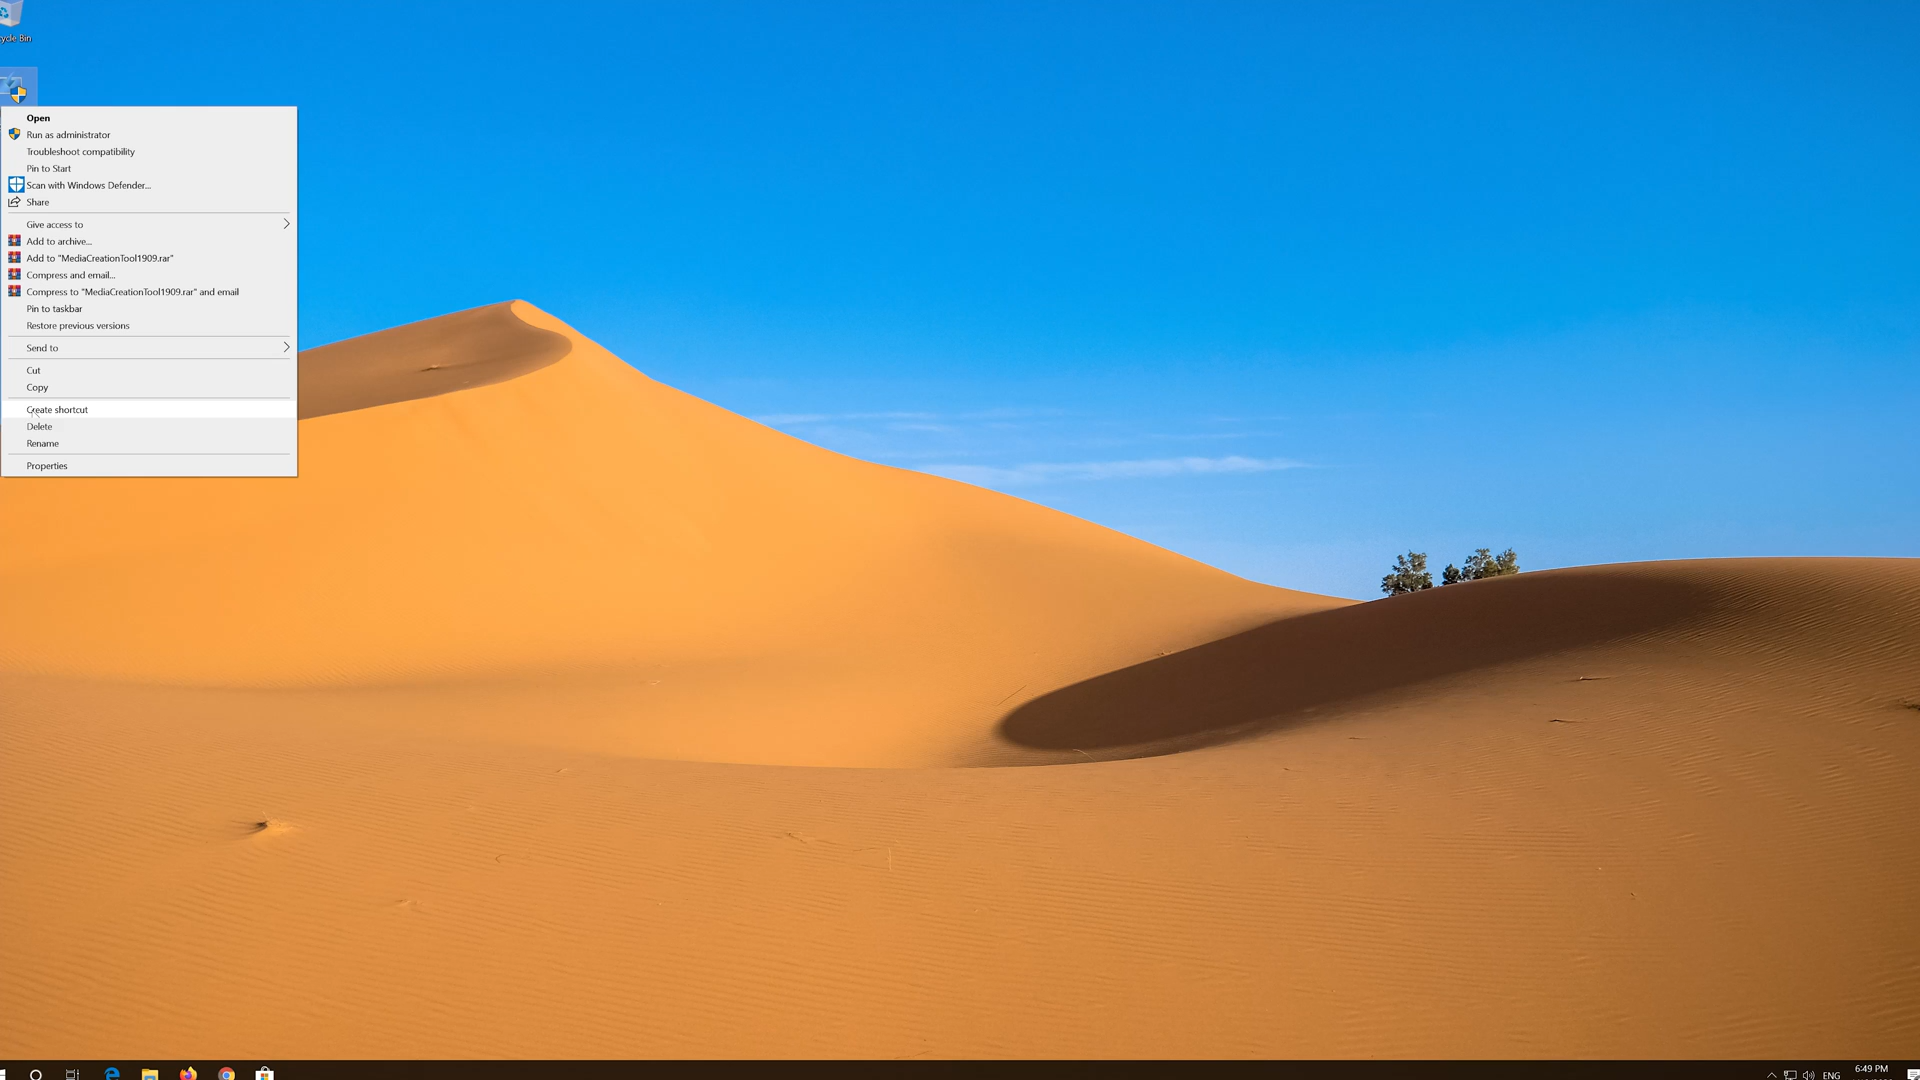 cycle Bin
Open
Run as administrator
Troubleshoot compatibility
Pin to Start
Scan with Windows Defender...
Share
Give access to
Add to archive...
Add to "MediaCreationTool1909.rar"
Compress and email...
Compress to "MediaCreationTool1909.rar" and email
Pin to taskbar
Restore previous versions
Send to
Cut
Copy
Create shortcut
Delete
Rename
Properties
ENG
6:49 PM